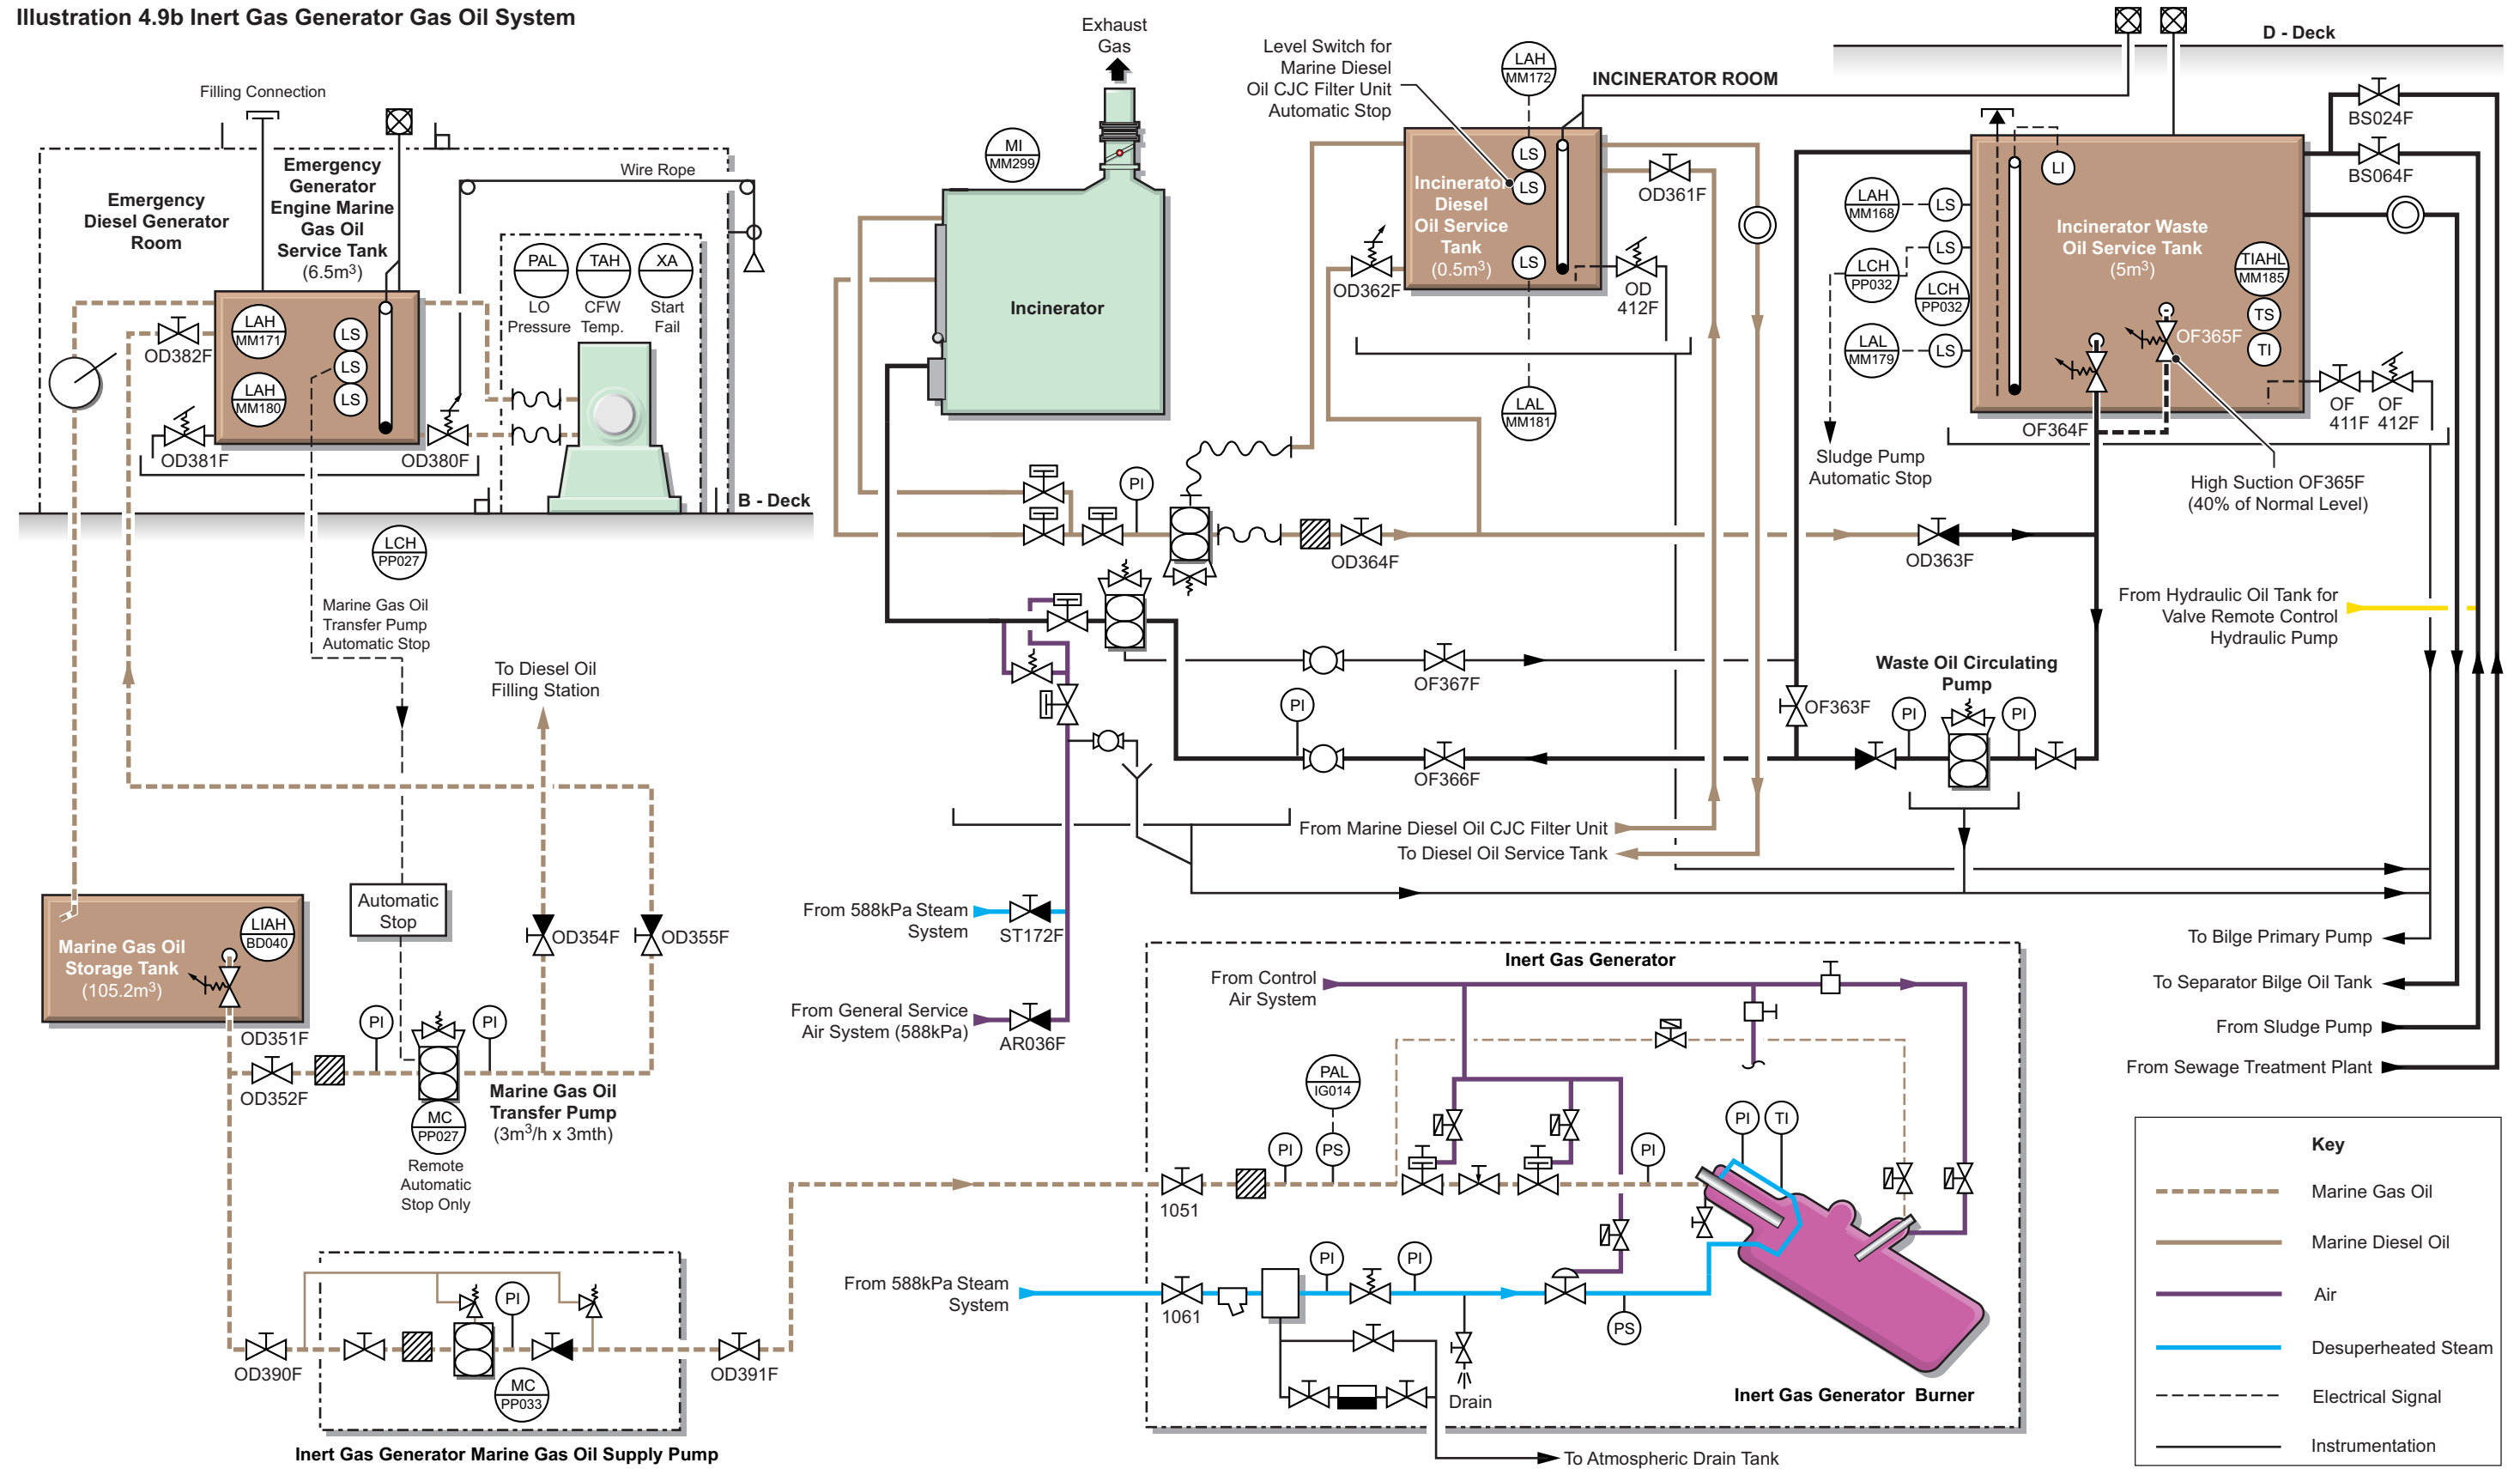 Illustration 4.9b Inert Gas Generator Gas Oil System
Filling Connection
Emergency
Diesel Generator
Room
Emergency
Generator
Engine Marine
Gas Oil
Service Tank
(6.5m3)
Wire Rope
PAL
LO
Pressure
TAH
CFW
Temp.
XA
Start
Fail
LAH
MM171
LAH
MM180
LS
LS
LS
OD382F
OD381F
OD380F
B - Deck
LCH
PP027
Marine Gas Oil
Transfer Pump
Automatic Stop
To Diesel Oil
Filling Station
Automatic
Stop
OD354F
OD355F
LIAH
BD040
Marine Gas Oil
Storage Tank
(105.2m3)
OD351F
OD352F
PI
PI
MC
PP027
Remote
Automatic
Stop Only
Marine Gas Oil
Transfer Pump
(3m3/h x 3mth)
OD390F
PI
MC
PP033
OD391F
Inert Gas Generator Marine Gas Oil Supply Pump
Exhaust
Gas
MI
MM299
Incinerator
Level Switch for
Marine Diesel
Oil CJC Filter Unit
Automatic Stop
LAH
MM172
INCINERATOR ROOM
D - Deck
LS
LS
LS
Incinerator
Diesel
Oil Service
Tank
(0.5m3)
OD361F
OD362F
OD
412F
LAL
MM181
PI
OD364F
OD363F
OF367F
PI
OF366F
OF363F
From Marine Diesel Oil CJC Filter Unit
To Diesel Oil Service Tank
From 588kPa Steam
System
ST172F
From General Service
Air System (588kPa)
AR036F
BS024F
BS064F
LAH
MM168
LS
LCH
PP032
LS
LCH
PP032
LAL
MM179
LS
LI
Incinerator Waste
Oil Service Tank
(5m3)
TIAHL
MM185
TS
TI
OF365F
OF364F
OF
411F
OF
412F
Sludge Pump
Automatic Stop
High Suction OF365F
(40% of Normal Level)
From Hydraulic Oil Tank for
Valve Remote Control
Hydraulic Pump
Waste Oil Circulating
Pump
PI
PI
To Bilge Primary Pump
To Separator Bilge Oil Tank
From Sludge Pump
From Sewage Treatment Plant
Inert Gas Generator
From Control
Air System
PAL
IG014
PI
PS
PI
PI
TI
1051
From 588kPa Steam
System
1061
PI
PI
PS
Drain
Inert Gas Generator Burner
To Atmospheric Drain Tank
Key
Marine Gas Oil
Marine Diesel Oil
Air
Desuperheated Steam
Electrical Signal
Instrumentation